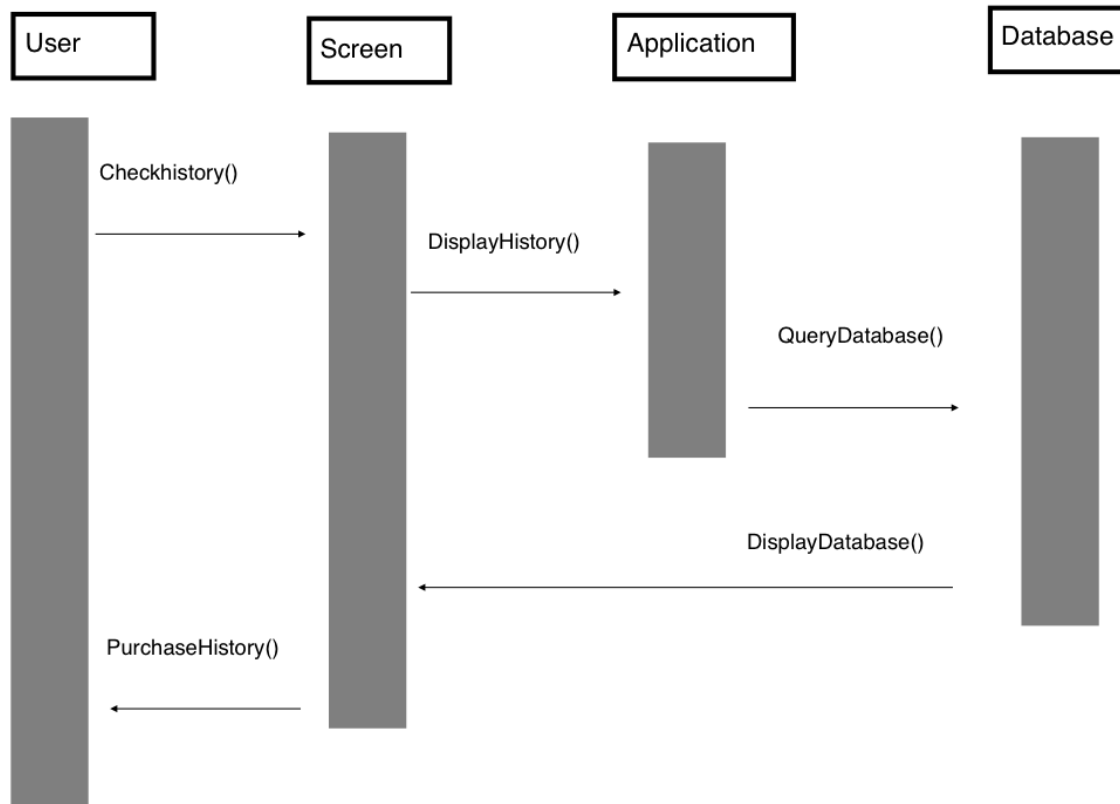 User
Screen
Application
Database
Checkhistory()
DisplayHistory()
QueryDatabase()
DisplayDatabase()
PurchaseHistory()